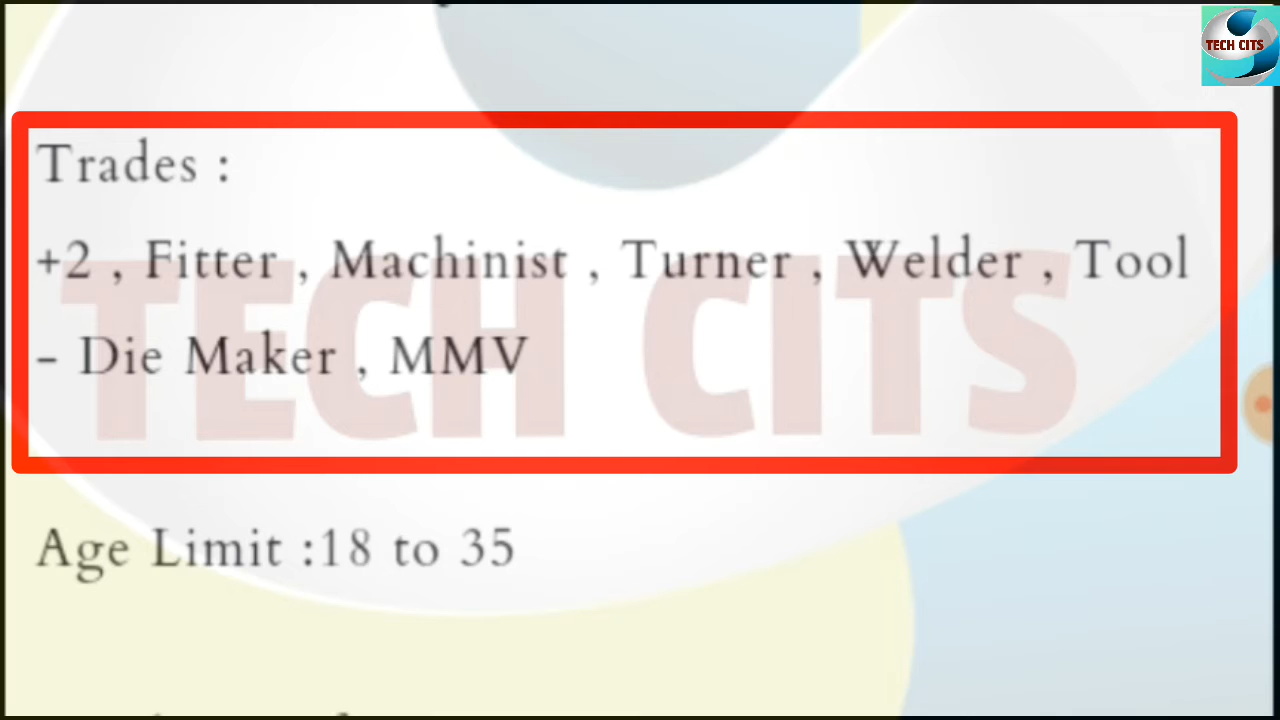 TECH CITS
Trades :
+2 , Fitter , Machinist , Turner , Welder , Tool
- Die Maker , MMV
TECH CITS
Age Limit :18 to 35